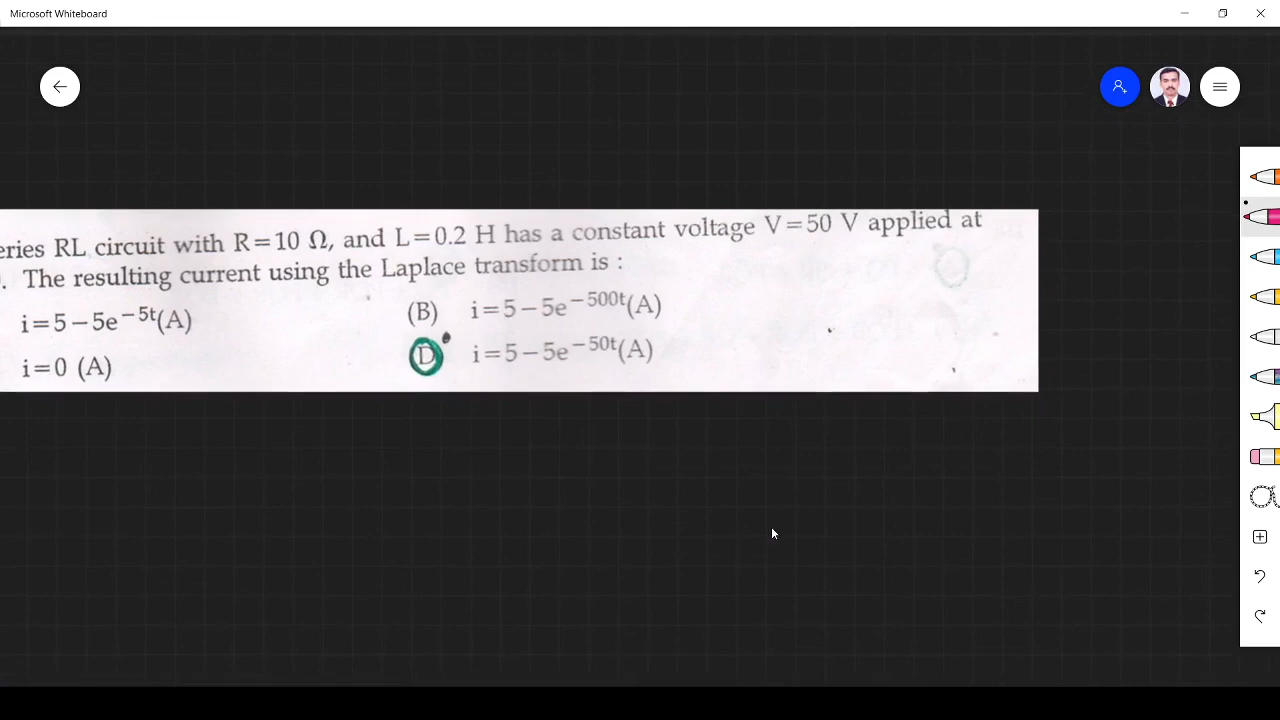 Microsoft Whiteboard
eries RL circuit with R=10 Ω, and L=0.2 H has a constant voltage V=50 V applied at
. The resulting current using the Laplace transform is :
i=5−5e⁻⁵ᵗ(A)
(B) i=5−5e⁻⁵⁰⁰ᵗ(A)
i=0 (A)
D i=5−5e⁻⁵⁰ᵗ(A)